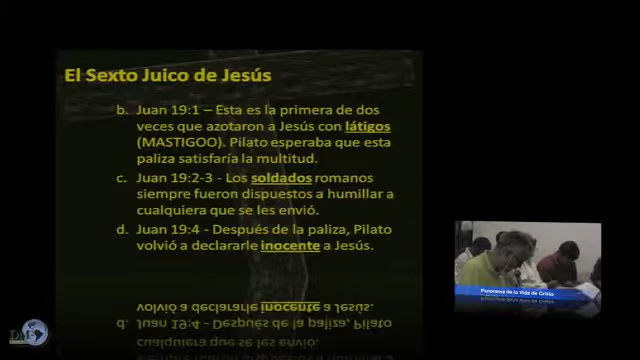 El Sexto Juico de Jesús
b. Juan 19:1 – Esta es la primera de dos
veces que azotaron a Jesús con látigos
(MASTIGOO). Pilato esperaba que esta
paliza satisfaría la multitud.
c. Juan 19:2-3 - Los soldados romanos
siempre fueron dispuestos a humillar a
cualquiera que se les envió.
d. Juan 19:4 - Después de la paliza, Pilato
volvió a declararle inocente a Jesús.
Panorama de la Vida de Cristo